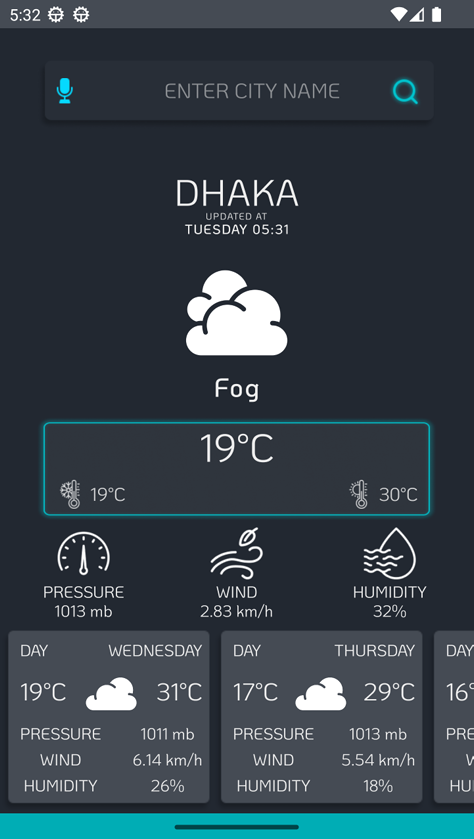 5:32
ENTER CITY NAME
DHAKA
UPDATED AT
TUESDAY 05:31
Fog
19°C
19°C 30°C
PRESSURE WIND HUMIDITY
1013 mb 2.83 km/h 32%
DAY WEDNESDAY DAY THURSDAY DAY
19°C 31°C 17°C 29°C 16°
PRESSURE 1011 mb PRESSURE 1013 mb PRE
WIND 6.14 km/h WIND 5.54 km/h
HUMIDITY 26% HUMIDITY 18% HU